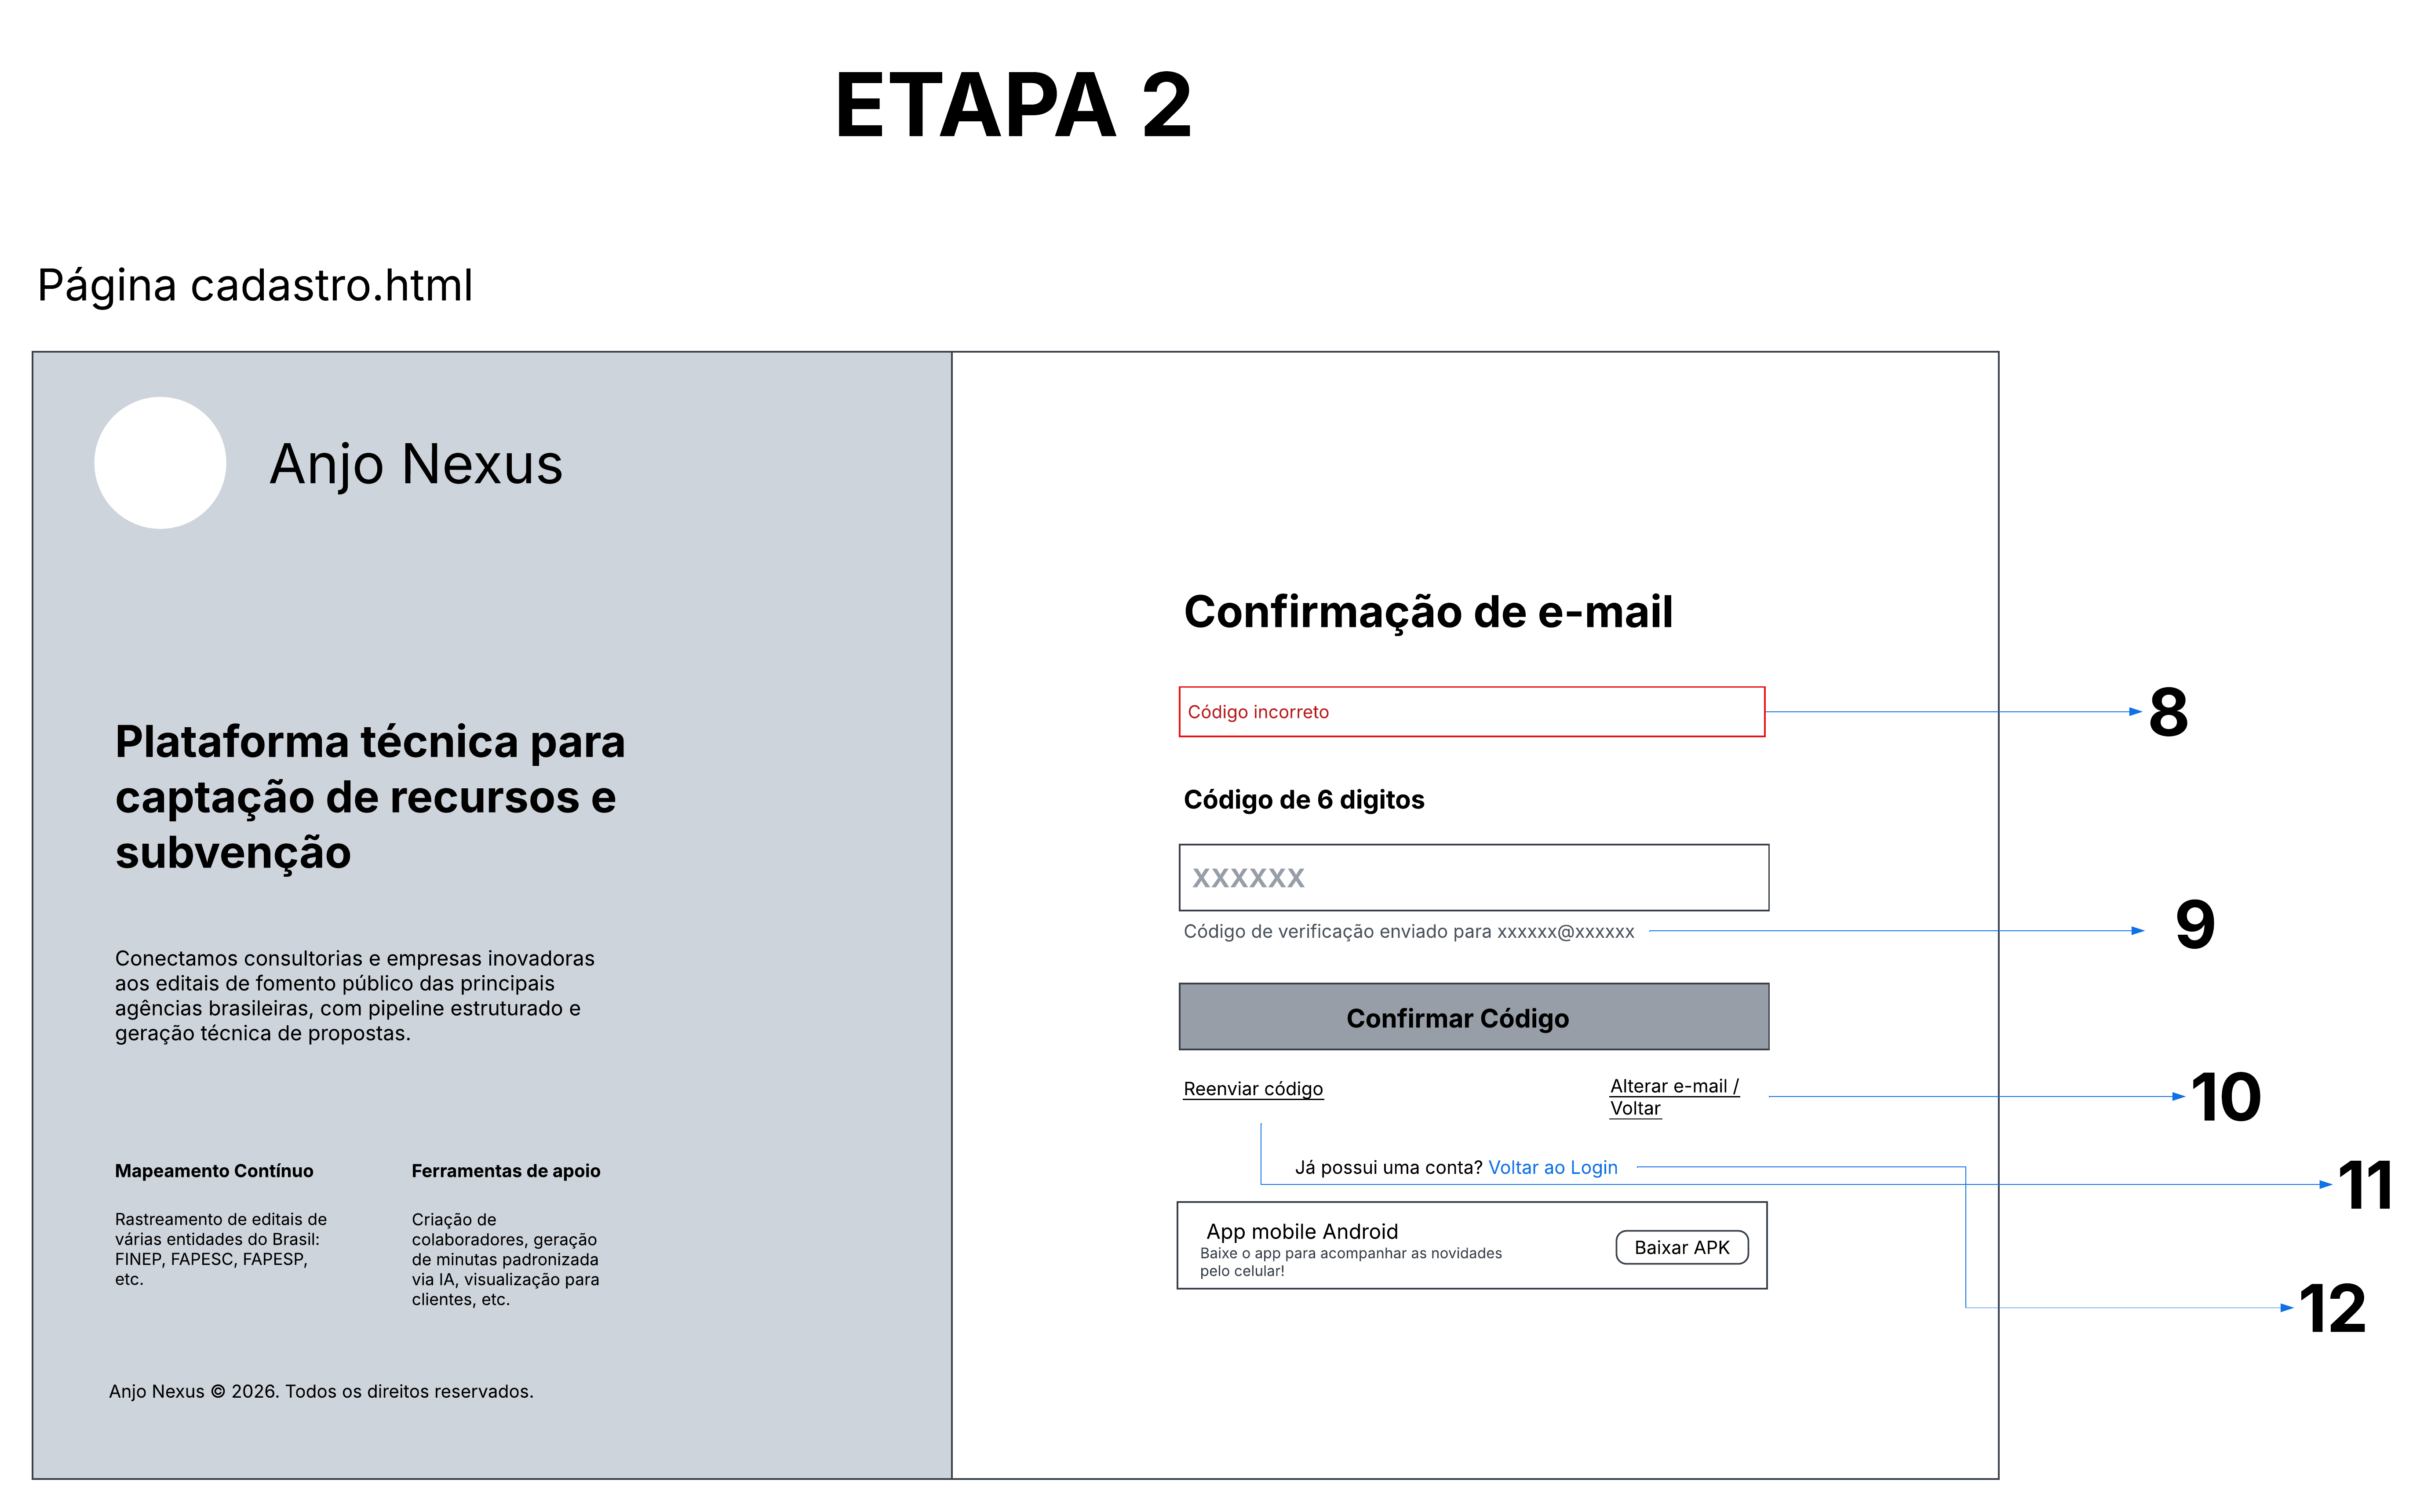 ETAPA 2
Página cadastro.html
Anjo Nexus
Plataforma técnica para
captação de recursos e
subvenção
Conectamos consultorias e empresas inovadoras
aos editais de fomento público das principais
agências brasileiras, com pipeline estruturado e
geração técnica de propostas.
Mapeamento Contínuo
Rastreamento de editais de
várias entidades do Brasil:
FINEP, FAPESC, FAPESP,
etc.
Ferramentas de apoio
Criação de
colaboradores, geração
de minutas padronizada
via IA, visualização para
clientes, etc.
Anjo Nexus © 2026. Todos os direitos reservados.
Confirmação de e-mail
Código incorreto
8
Código de 6 digitos
XXXXXX
Código de verificação enviado para xxxxxx@xxxxxx
9
Confirmar Código
Reenviar código
Alterar e-mail /
Voltar
10
Já possui uma conta? Voltar ao Login
11
App mobile Android
Baixe o app para acompanhar as novidades
pelo celular!
Baixar APK
12